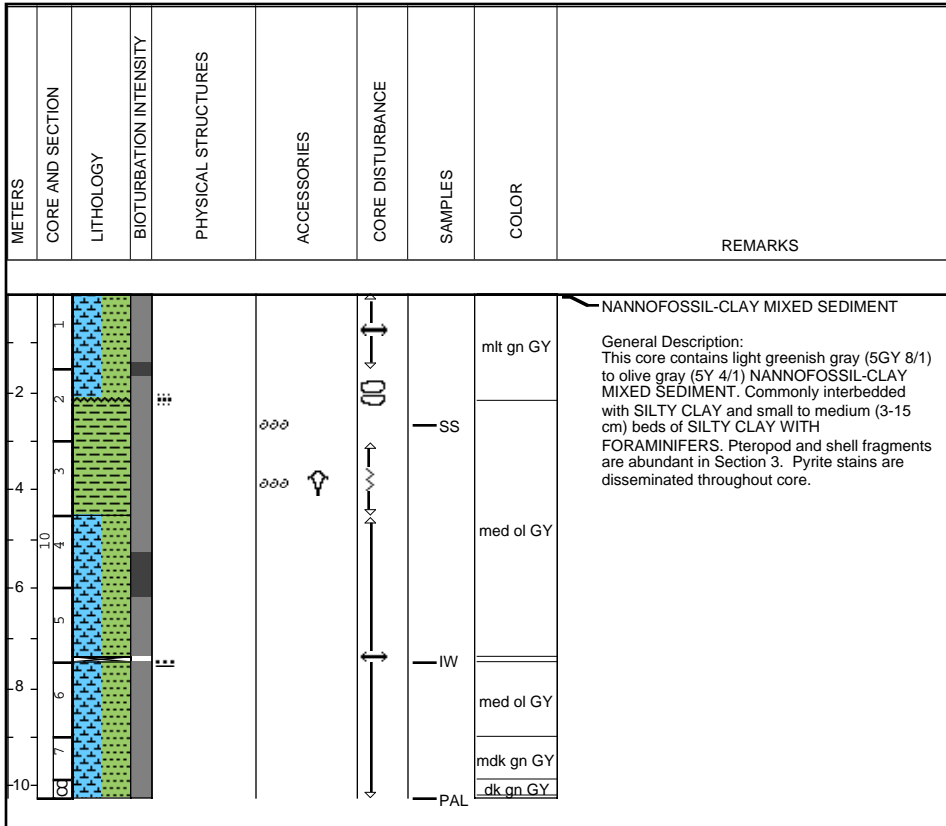 METERS
CORE AND SECTION
LITHOLOGY
BIOTURBATION INTENSITY
PHYSICAL STRUCTURES
ACCESSORIES
CORE DISTURBANCE
SAMPLES
COLOR
REMARKS
NANNOFOSSIL-CLAY MIXED SEDIMENT
General Description:
This core contains light greenish gray (5GY 8/1)
to olive gray (5Y 4/1) NANNOFOSSIL-CLAY
MIXED SEDIMENT. Commonly interbedded
with SILTY CLAY and small to medium (3-15
cm) beds of SILTY CLAY WITH
FORAMINIFERS. Pteropod and shell fragments
are abundant in Section 3. Pyrite stains are
disseminated throughout core.
1
mlt gn GY
2
2
SS
3
4
med ol GY
10
4
6
5
IW
8
6
med ol GY
7
mdk gn GY
10
8
dk gn GY
PAL